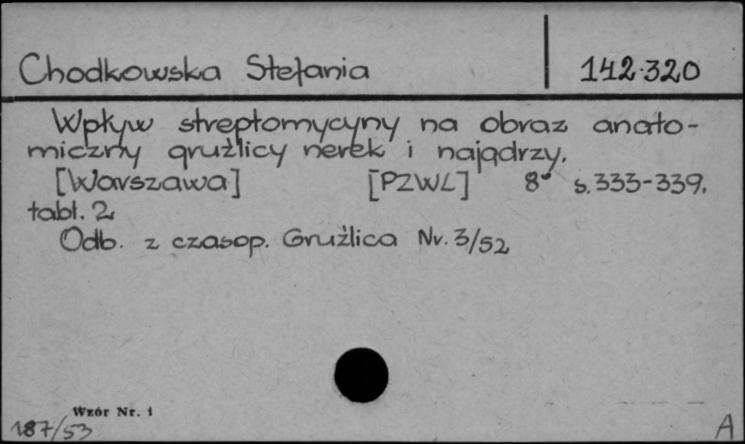 Chodkowska Stefania
142.320
Wpływ streptomycyny na obraz anato-
miczny gruźlicy nerek i najądrzy.
[Warszawa] [PZWL] 8° s. 333-339.
tabl. 2
Odb. z czasop. Gruźlica Nr. 3/52
Wzór Nr. 1
187/53
A